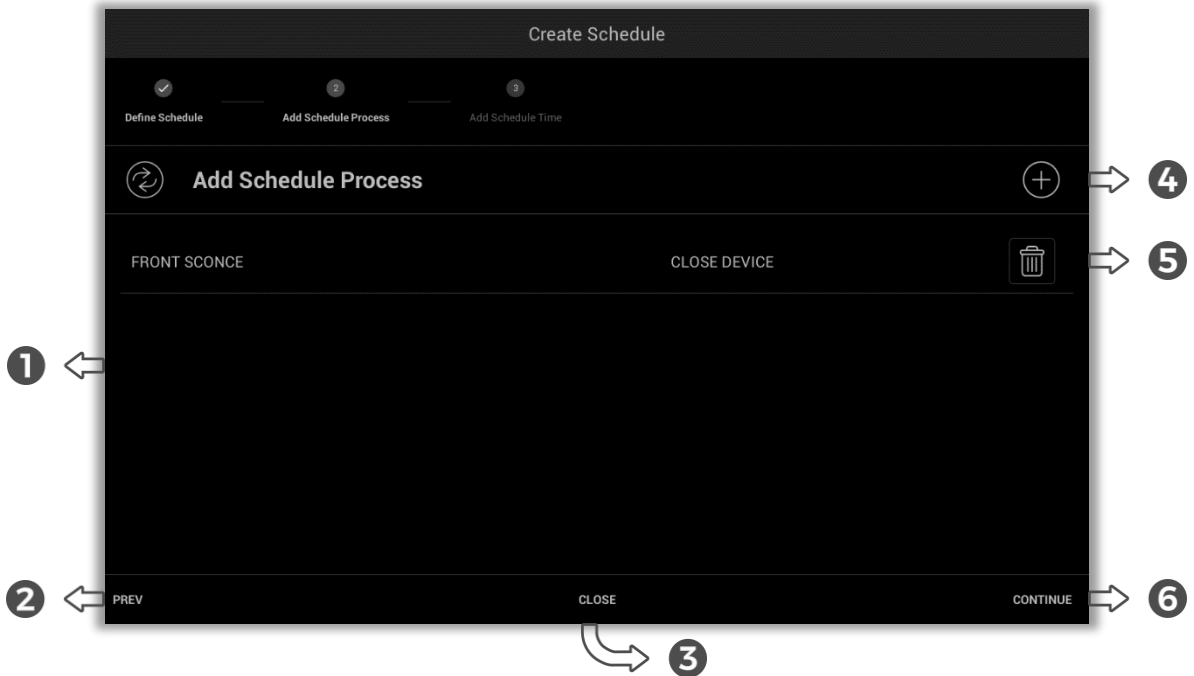 Create Schedule
2 3
Define Schedule Add Schedule Process Add Schedule Time
Add Schedule Process
4
FRONT SCONCE CLOSE DEVICE
5
1
2 PREV CLOSE CONTINUE 6
3